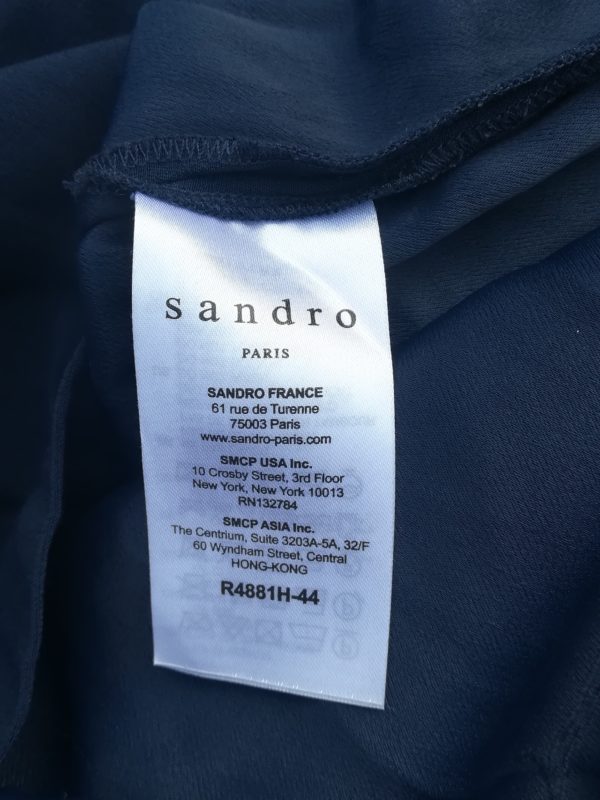 sandro
PARIS
SANDRO FRANCE
61 rue de Turenne
75003 Paris
www.sandro-paris.com
SMCP USA Inc.
10 Crosby Street, 3rd Floor
New York, New York 10013
RN132784
SMCP ASIA Inc.
The Centrium, Suite 3203A-5A, 32/F
60 Wyndham Street, Central
HONG-KONG
R4881H-44